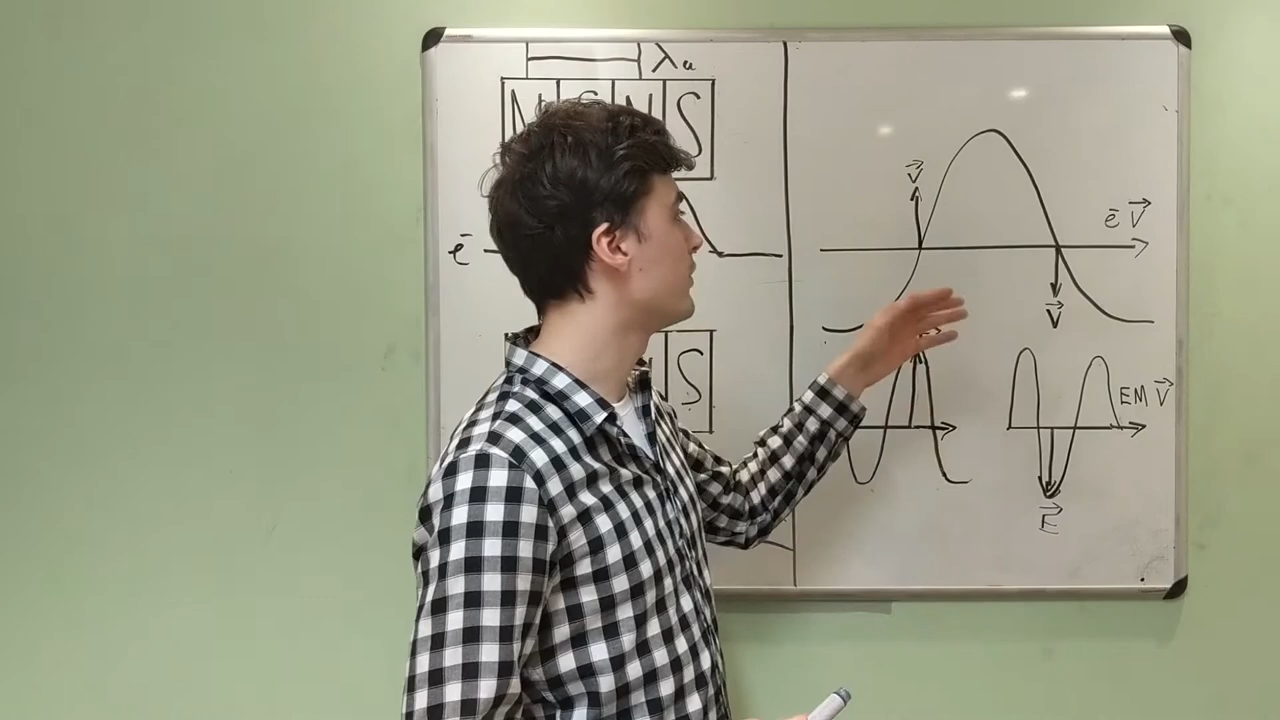 λu
N S N S
ē
S
v⃗
ē V⃗
v⃗
EM V⃗
E⃗